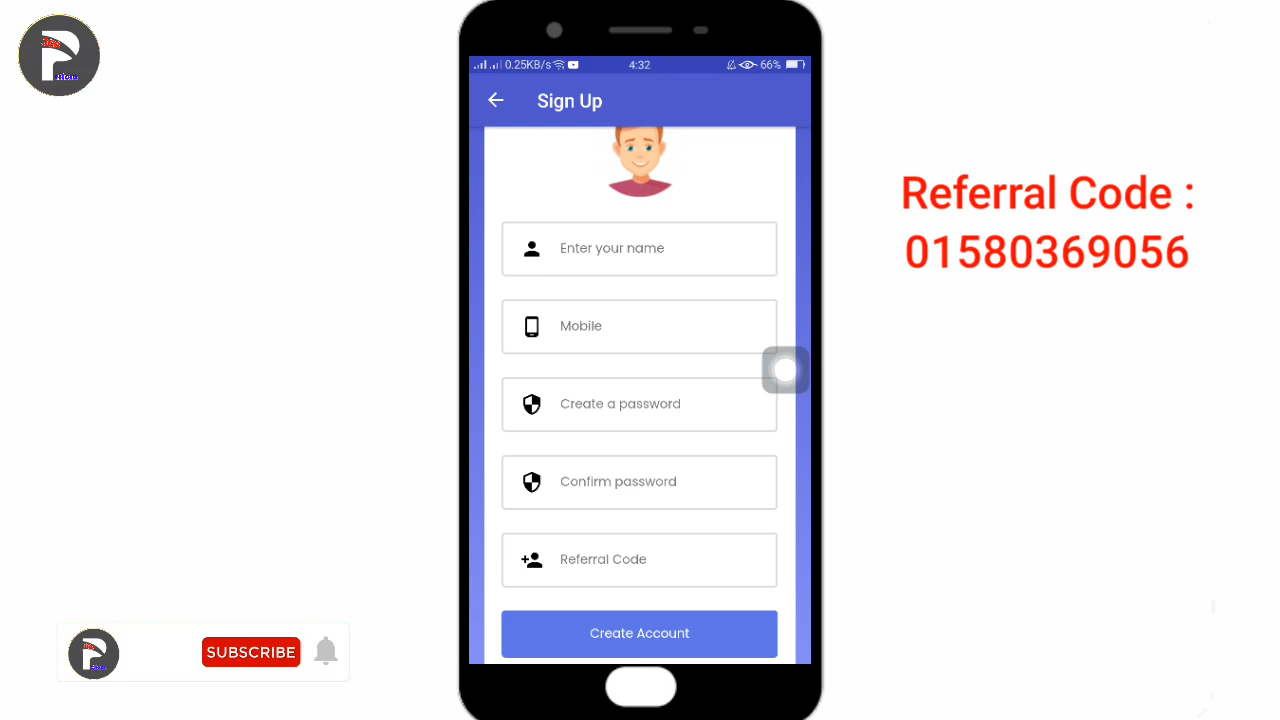 0.25KB/s
4:32
66%
Sign Up
Enter your name
Mobile
Create a password
Confirm password
Referral Code
Create Account
Referral Code :
01580369056
SUBSCRIBE